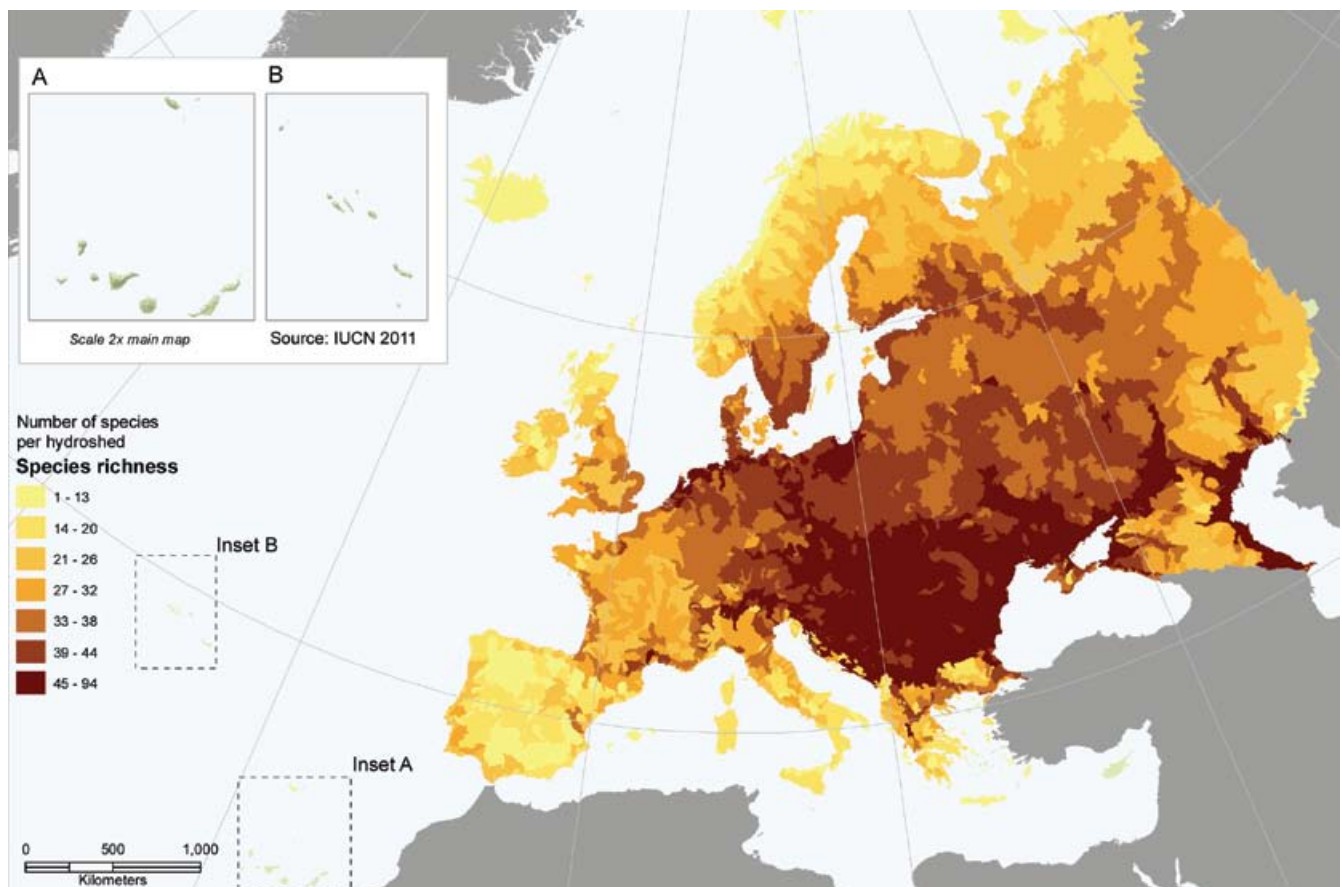 A
B
Scale 2x main map
Source: IUCN 2011
Number of species
per hydroshed
Species richness
1 - 13
14 - 20
21 - 26
27 - 32
33 - 38
39 - 44
45 - 94
Inset B
Inset A
0 500 1,000
Kilometers